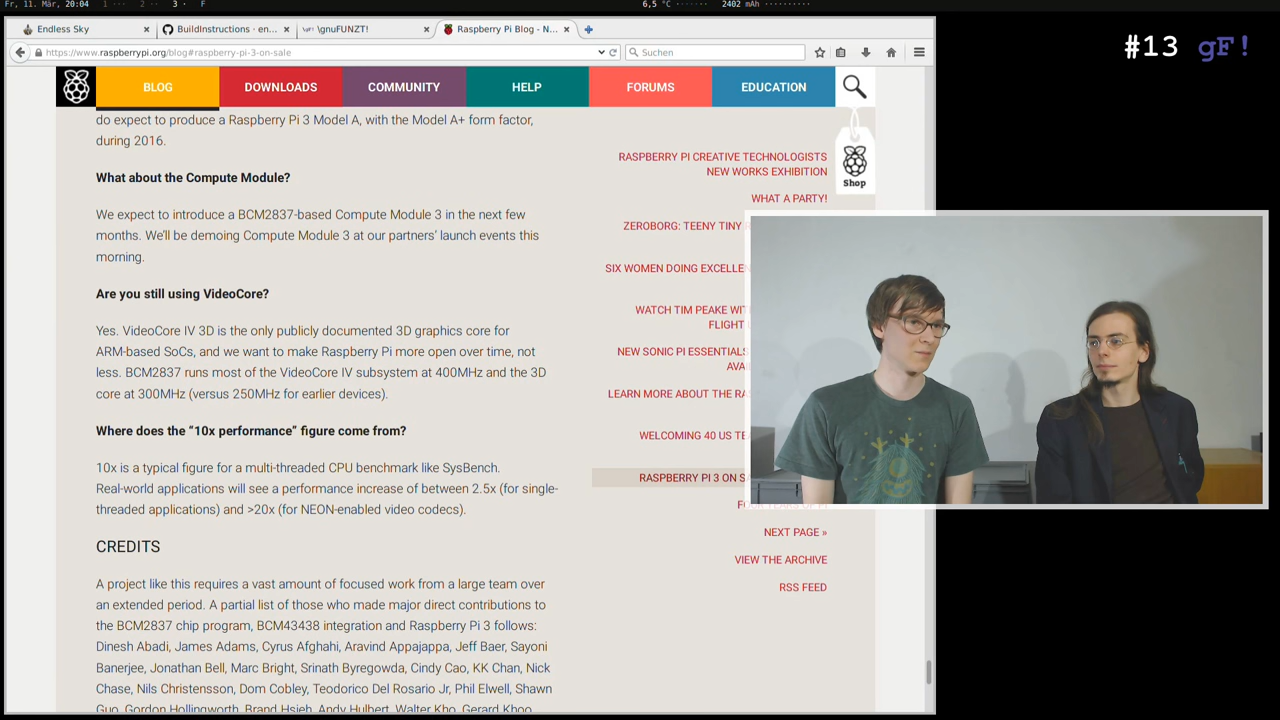 Fr, 11. Mär, 20:04 1 ··· 2 ·· 3 · F 6,5 °C ······· 2402 mAh ··········
Endless Sky × BuildInstructions · en... × \gnuFUNZT! × Raspberry Pi Blog - N... ×
https://www.raspberrypi.org/blog#raspberry-pi-3-on-sale Suchen
#13 gF!
BLOG DOWNLOADS COMMUNITY HELP FORUMS EDUCATION
do expect to produce a Raspberry Pi 3 Model A, with the Model A+ form factor,
during 2016.
What about the Compute Module?
We expect to introduce a BCM2837-based Compute Module 3 in the next few
months. We'll be demoing Compute Module 3 at our partners' launch events this
morning.
Are you still using VideoCore?
Yes. VideoCore IV 3D is the only publicly documented 3D graphics core for
ARM-based SoCs, and we want to make Raspberry Pi more open over time, not
less. BCM2837 runs most of the VideoCore IV subsystem at 400MHz and the 3D
core at 300MHz (versus 250MHz for earlier devices).
Where does the “10x performance” figure come from?
10x is a typical figure for a multi-threaded CPU benchmark like SysBench.
Real-world applications will see a performance increase of between 2.5x (for single-
threaded applications) and >20x (for NEON-enabled video codecs).
CREDITS
A project like this requires a vast amount of focused work from a large team over
an extended period. A partial list of those who made major direct contributions to
the BCM2837 chip program, BCM43438 integration and Raspberry Pi 3 follows:
Dinesh Abadi, James Adams, Cyrus Afghahi, Aravind Appajappa, Jeff Baer, Sayoni
Banerjee, Jonathan Bell, Marc Bright, Srinath Byregowda, Cindy Cao, KK Chan, Nick
Chase, Nils Christensson, Dom Cobley, Teodorico Del Rosario Jr, Phil Elwell, Shawn
Guo, Gordon Hollingworth, Brand Hsieh, Andy Hulbert, Walter Kho, Gerard Khoo,
RASPBERRY PI CREATIVE TECHNOLOGISTS
NEW WORKS EXHIBITION
WHAT A PARTY!
ZEROBORG: TEENY TINY
SIX WOMEN DOING
WATCH TIM PEAKE
FLIGHT
NEW SONIC PI ESSENTIALS
LEARN MORE ABOUT THE
WELCOMING 40 US
RASPBERRY PI 3 ON
NEXT PAGE »
VIEW THE ARCHIVE
RSS FEED
Shop